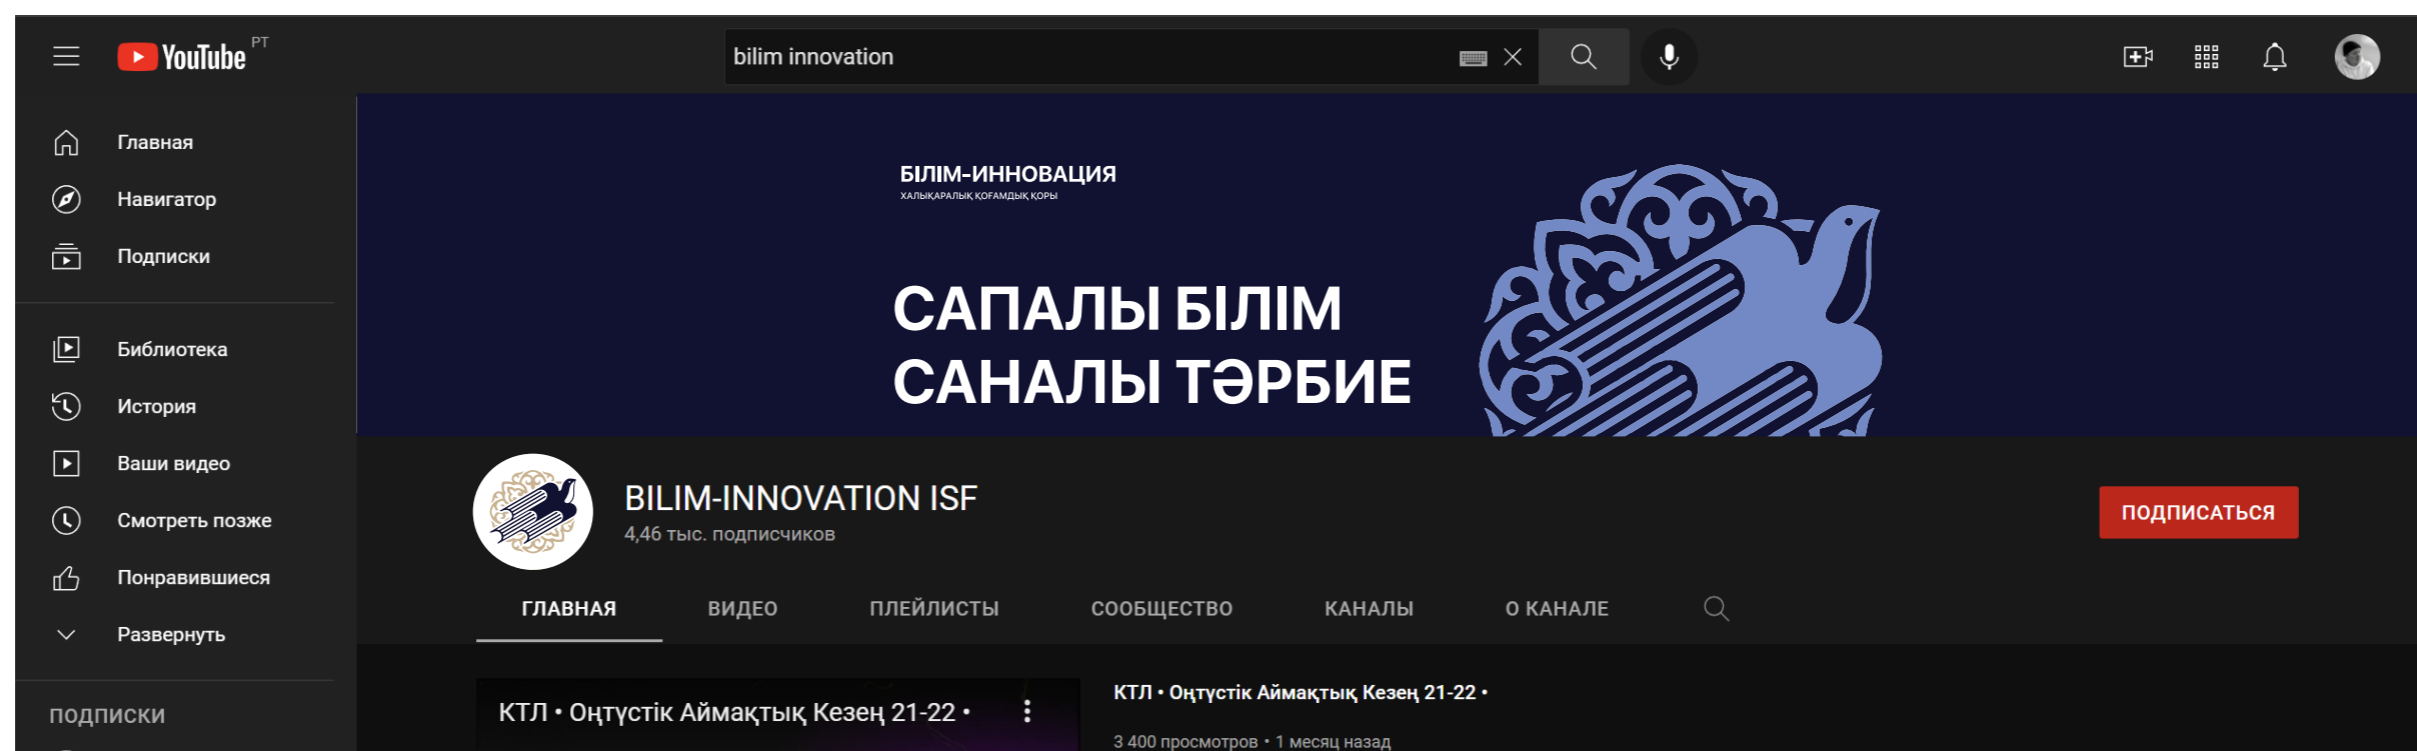 YouTube PT
bilim innovation
Главная
Навигатор
Подписки
Библиотека
История
Ваши видео
Смотреть позже
Понравившиеся
Развернуть
ПОДПИСКИ
БІЛІМ-ИННОВАЦИЯ
ХАЛЫҚАРАЛЫҚ ҚОҒАМДЫҚ ҚОРЫ
САПАЛЫ БІЛІМ
САНАЛЫ ТӘРБИЕ
BILIM-INNOVATION ISF
4,46 тыс. подписчиков
ПОДПИСАТЬСЯ
ГЛАВНАЯ ВИДЕО ПЛЕЙЛИСТЫ СООБЩЕСТВО КАНАЛЫ О КАНАЛЕ
КТЛ • Оңтүстік Аймақтық Кезең 21-22 •
КТЛ • Оңтүстік Аймақтық Кезең 21-22 •
3 400 просмотров • 1 месяц назад